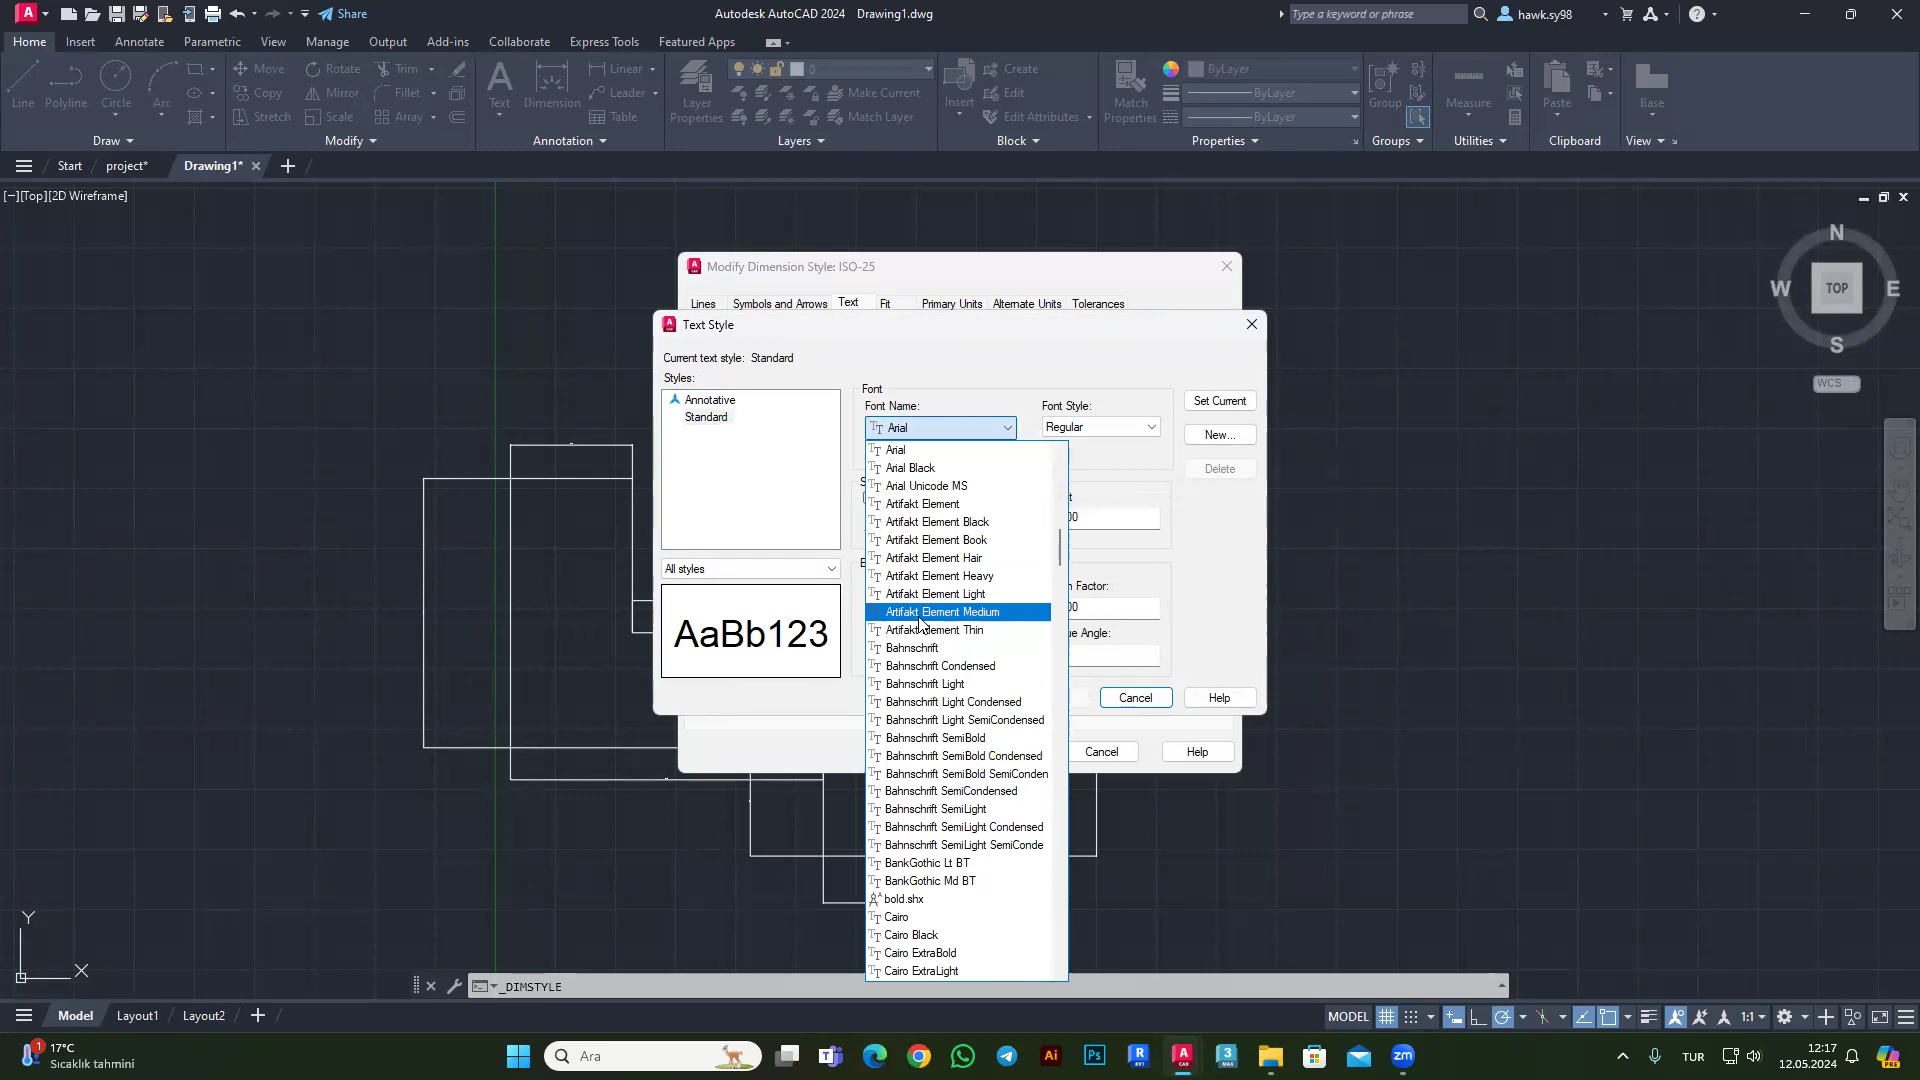 Share
Autodesk AutoCAD 2024 Drawing1.dwg
Type a keyword or phrase
hawk.sy98
Home Insert Annotate Parametric View Manage Output Add-ins Collaborate Express Tools Featured Apps
Line Polyline Circle Arc
Move Rotate Trim
Copy Mirror Fillet
Stretch Scale Array
Text Dimension
Linear
Leader
Table
Layer Properties
0
Make Current
Match Layer
Insert
Create
Edit
Edit Attributes
Match Properties
ByLayer
ByLayer
ByLayer
Group
Measure
Paste
Base
Draw Modify Annotation Layers Block Properties Groups Utilities Clipboard View
Start project* Drawing1*
[−][Top][2D Wireframe]
N
W TOP E
S
WCS
Modify Dimension Style: ISO-25
Lines Symbols and Arrows Text Fit Primary Units Alternate Units Tolerances
Text Style
Current text style: Standard
Styles:
Annotative
Standard
Font
Font Name:
Font Style:
Arial
Regular
Set Current
New...
Delete
Arial
Arial Black
Arial Unicode MS
Artifakt Element
Artifakt Element Black
Artifakt Element Book
Artifakt Element Hair
Artifakt Element Heavy
Artifakt Element Light
Artifakt Element Medium
Artifakt Element Thin
Bahnschrift
Bahnschrift Condensed
Bahnschrift Light
Bahnschrift Light Condensed
Bahnschrift Light SemiCondensed
Bahnschrift SemiBold
Bahnschrift SemiBold Condensed
Bahnschrift SemiBold SemiConden
Bahnschrift SemiCondensed
Bahnschrift SemiLight
Bahnschrift SemiLight Condensed
Bahnschrift SemiLight SemiConde
BankGothic Lt BT
BankGothic Md BT
bold.shx
Cairo
Cairo Black
Cairo ExtraBold
Cairo ExtraLight
All styles
AaBb123
Factor:
Angle:
Cancel Help
Cancel Help
Y
X
_DIMSTYLE
Model Layout1 Layout2
MODEL
1:1
17°C
Sıcaklık tahmini
Ara
TUR
12:17
12.05.2024